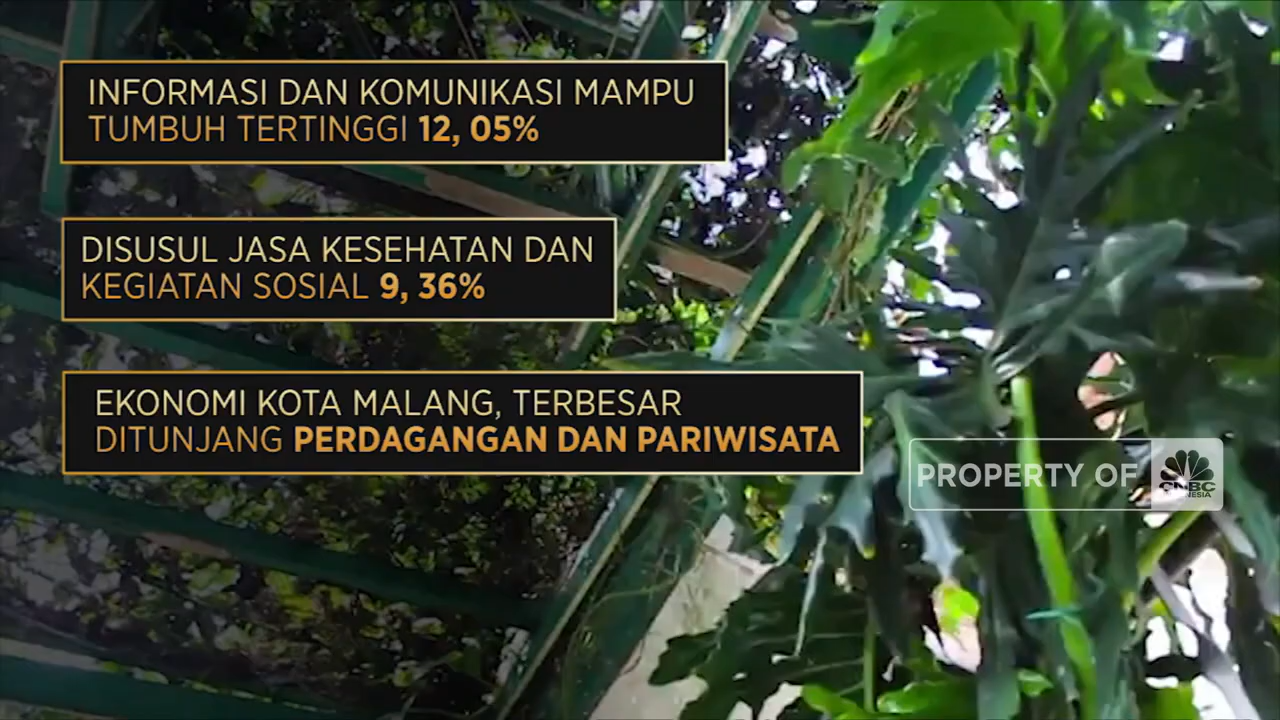 INFORMASI DAN KOMUNIKASI MAMPU
TUMBUH TERTINGGI 12, 05%
DISUSUL JASA KESEHATAN DAN
KEGIATAN SOSIAL 9, 36%
EKONOMI KOTA MALANG, TERBESAR
DITUNJANG PERDAGANGAN DAN PARIWISATA
PROPERTY OF
CNBC